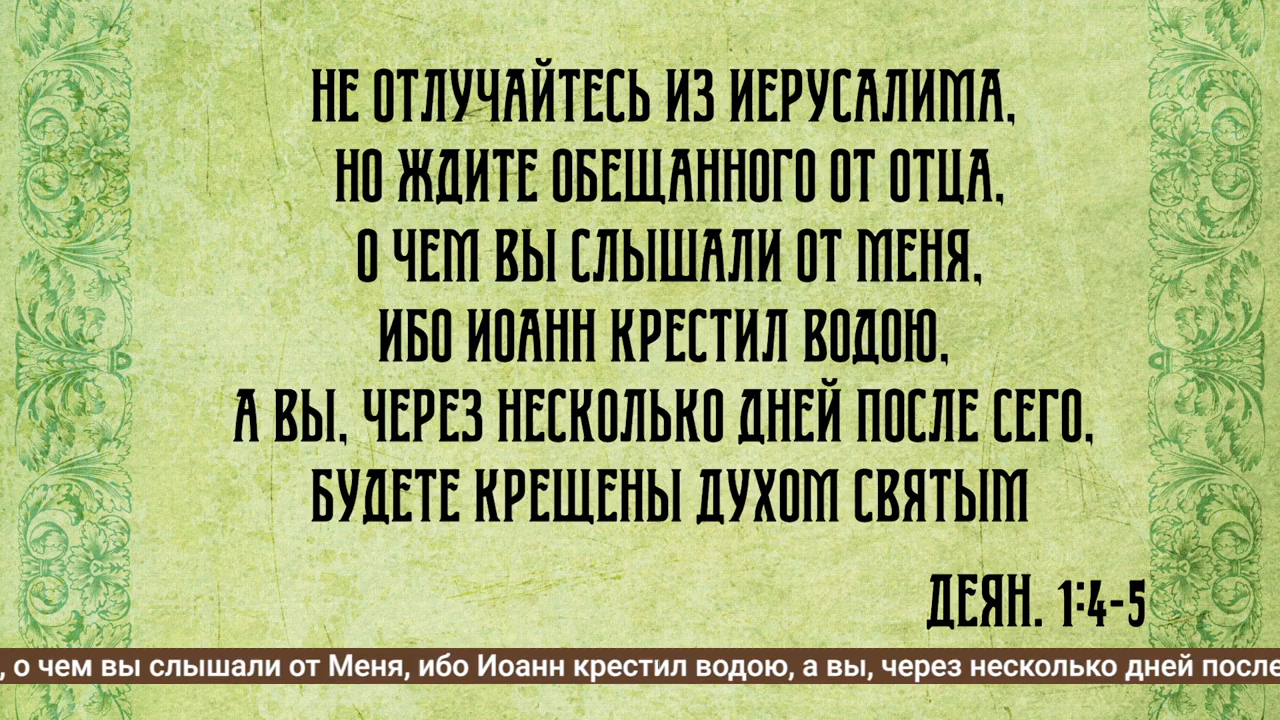 НЕ ОТЛУЧАЙТЕСЬ ИЗ ИЕРУСАЛИМА,
НО ЖДИТЕ ОБЕЩАННОГО ОТ ОТЦА,
О ЧЕМ ВЫ СЛЫШАЛИ ОТ МЕНЯ,
ИБО ИОАНН КРЕСТИЛ ВОДОЮ,
А ВЫ, ЧЕРЕЗ НЕСКОЛЬКО ДНЕЙ ПОСЛЕ СЕГО,
БУДЕТЕ КРЕЩЕНЫ ДУХОМ СВЯТЫМ
ДЕЯН. 1:4-5
, о чем вы слышали от Меня, ибо Иоанн крестил водою, а вы, через несколько дней после